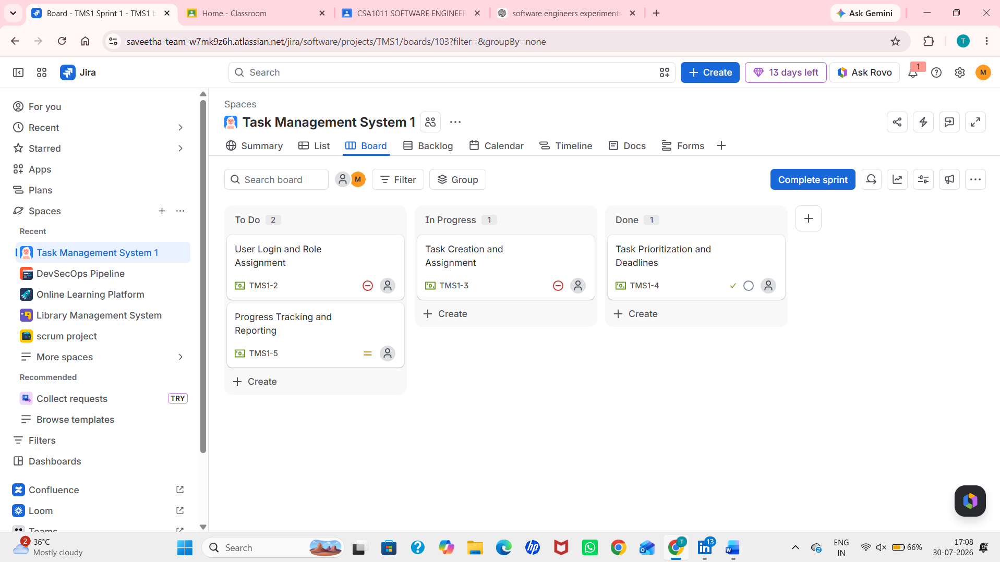 Board - TMS1 Sprint 1 - TMS1 b
Home - Classroom
CSA1011 SOFTWARE ENGINEER
software engineers experiments
Ask Gemini
saveetha-team-w7mk9z6h.atlassian.net/jira/software/projects/TMS1/boards/103?filter=&groupBy=none
T
Jira
Search
Create
13 days left
Ask Rovo
1
M
For you
Recent
Starred
Apps
Plans
Spaces
Recent
Task Management System 1
DevSecOps Pipeline
Online Learning Platform
Library Management System
scrum project
More spaces
Recommended
Collect requests
TRY
Browse templates
Filters
Dashboards
Confluence
Loom
Teams
Spaces
Task Management System 1
Summary
List
Board
Backlog
Calendar
Timeline
Docs
Forms
Search board
M
Filter
Group
Complete sprint
To Do 2
User Login and Role
Assignment
TMS1-2
Progress Tracking and
Reporting
TMS1-5
Create
In Progress 1
Task Creation and
Assignment
TMS1-3
Create
Done 1
Task Prioritization and
Deadlines
TMS1-4
Create
2
36°C
Mostly cloudy
Search
hp
T
13
ENG
IN
66%
17:08
30-07-2026